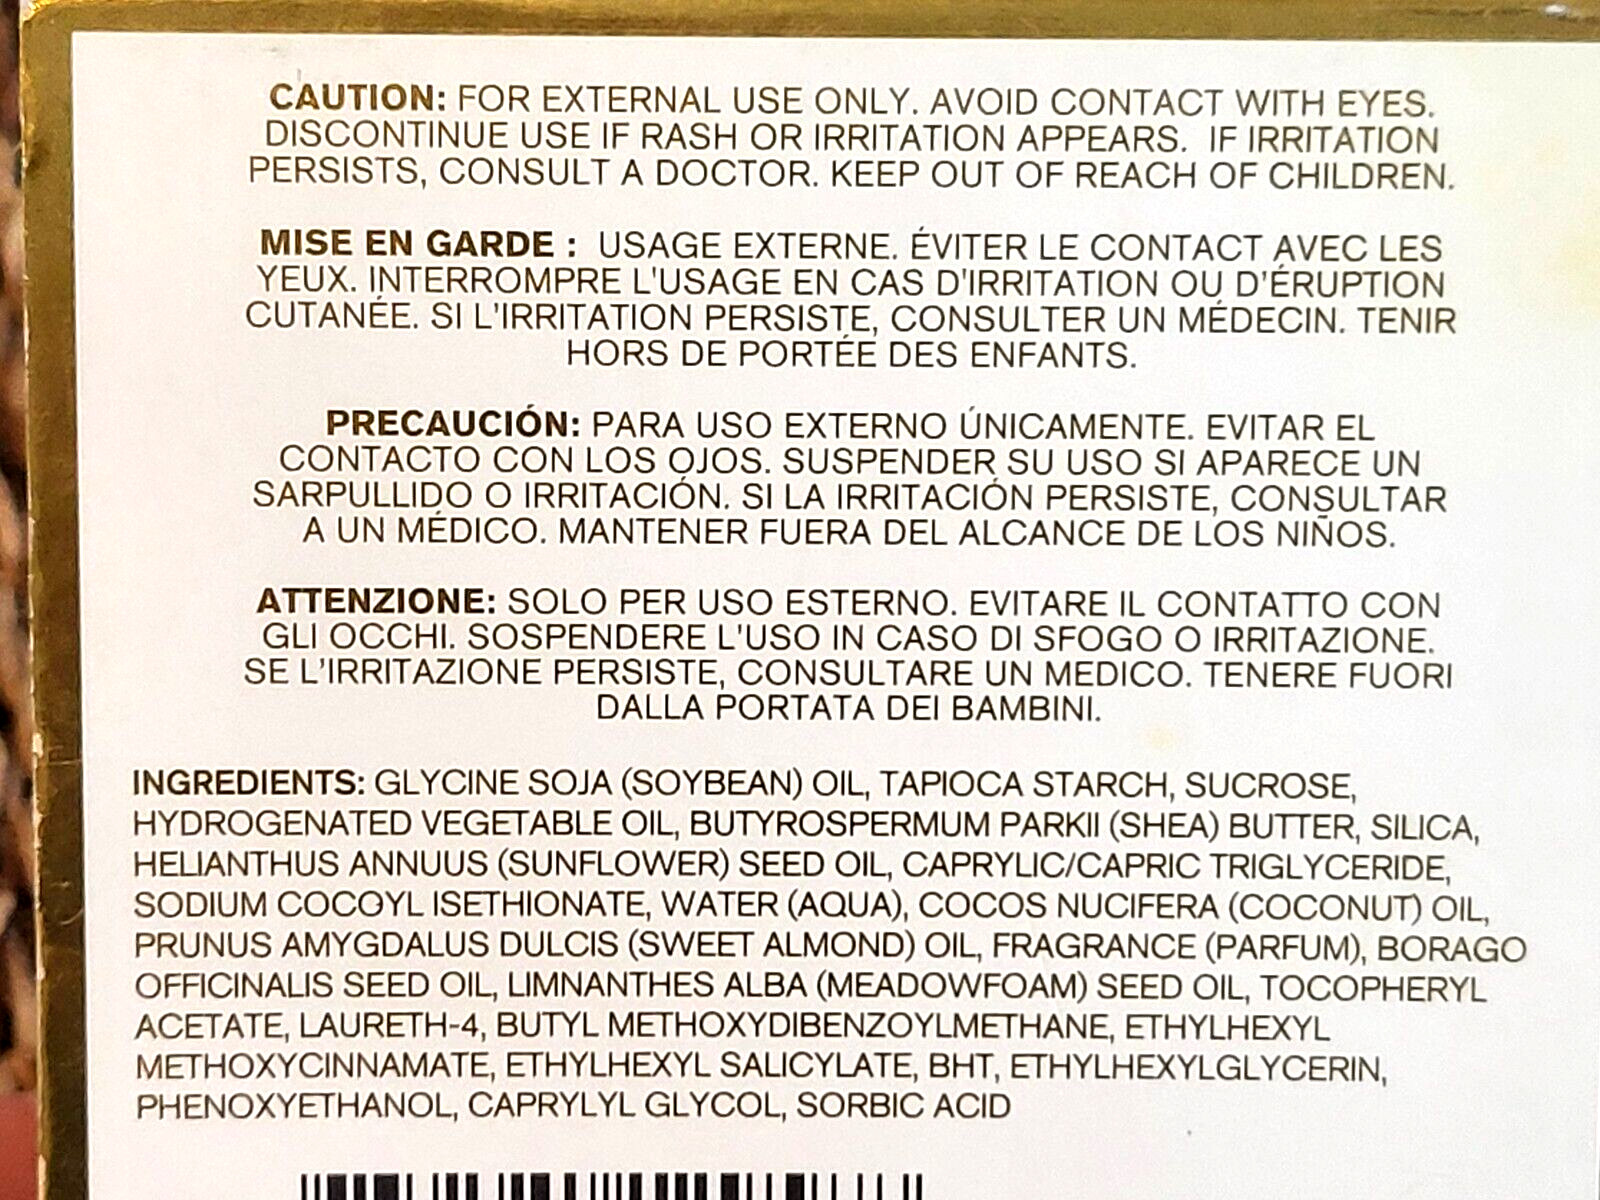 CAUTION: FOR EXTERNAL USE ONLY. AVOID CONTACT WITH EYES.
DISCONTINUE USE IF RASH OR IRRITATION APPEARS. IF IRRITATION
PERSISTS, CONSULT A DOCTOR. KEEP OUT OF REACH OF CHILDREN.
MISE EN GARDE : USAGE EXTERNE. ÉVITER LE CONTACT AVEC LES
YEUX. INTERROMPRE L'USAGE EN CAS D'IRRITATION OU D'ÉRUPTION
CUTANÉE. SI L'IRRITATION PERSISTE, CONSULTER UN MÉDECIN. TENIR
HORS DE PORTÉE DES ENFANTS.
PRECAUCIÓN: PARA USO EXTERNO ÚNICAMENTE. EVITAR EL
CONTACTO CON LOS OJOS. SUSPENDER SU USO SI APARECE UN
SARPULLIDO O IRRITACIÓN. SI LA IRRITACIÓN PERSISTE, CONSULTAR
A UN MÉDICO. MANTENER FUERA DEL ALCANCE DE LOS NIÑOS.
ATTENZIONE: SOLO PER USO ESTERNO. EVITARE IL CONTATTO CON
GLI OCCHI. SOSPENDERE L'USO IN CASO DI SFOGO O IRRITAZIONE.
SE L'IRRITAZIONE PERSISTE, CONSULTARE UN MEDICO. TENERE FUORI
DALLA PORTATA DEI BAMBINI.
INGREDIENTS: GLYCINE SOJA (SOYBEAN) OIL, TAPIOCA STARCH, SUCROSE,
HYDROGENATED VEGETABLE OIL, BUTYROSPERMUM PARKII (SHEA) BUTTER, SILICA,
HELIANTHUS ANNUUS (SUNFLOWER) SEED OIL, CAPRYLIC/CAPRIC TRIGLYCERIDE,
SODIUM COCOYL ISETHIONATE, WATER (AQUA), COCOS NUCIFERA (COCONUT) OIL,
PRUNUS AMYGDALUS DULCIS (SWEET ALMOND) OIL, FRAGRANCE (PARFUM), BORAGO
OFFICINALIS SEED OIL, LIMNANTHES ALBA (MEADOWFOAM) SEED OIL, TOCOPHERYL
ACETATE, LAURETH-4, BUTYL METHOXYDIBENZOYLMETHANE, ETHYLHEXYL
METHOXYCINNAMATE, ETHYLHEXYL SALICYLATE, BHT, ETHYLHEXYLGLYCERIN,
PHENOXYETHANOL, CAPRYLYL GLYCOL, SORBIC ACID